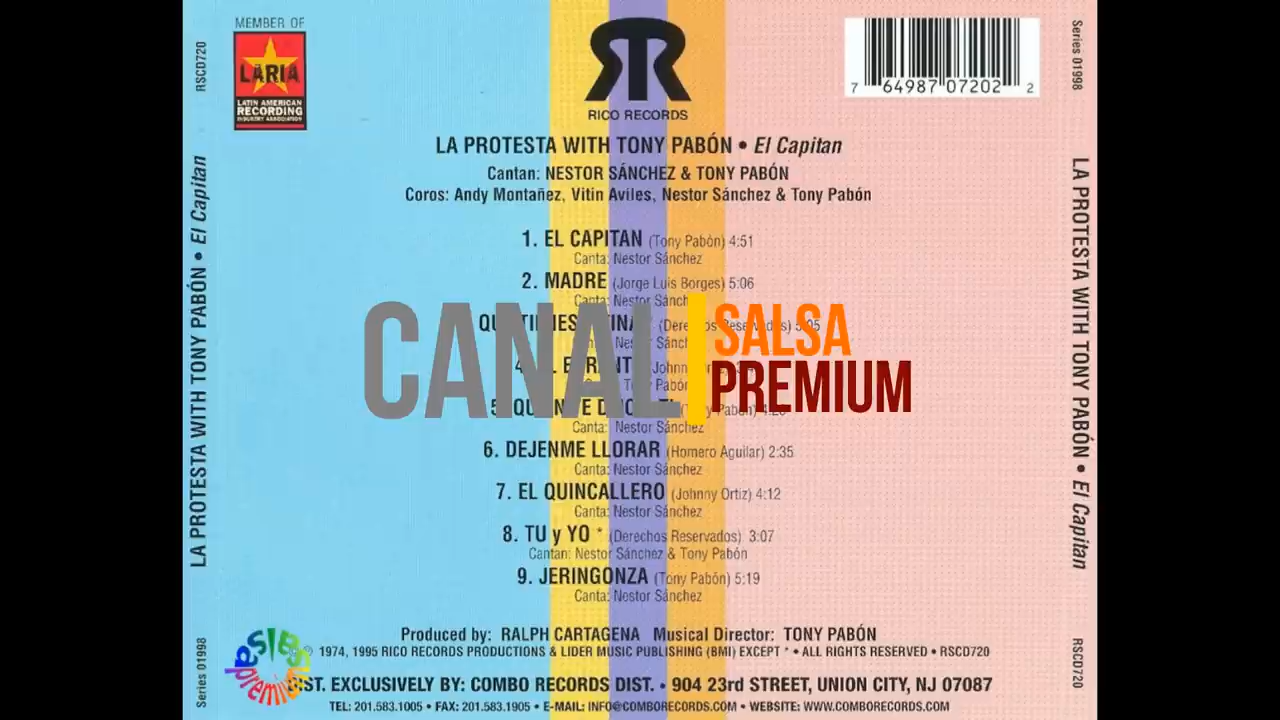 MEMBER OF
LARIA
LATIN AMERICAN
RECORDING
INDUSTRY ASSOCIATION
RSCD720
LA PROTESTA WITH TONY PABÓN • El Capitan
Series 01998
RICO RECORDS
7 64987 07202 2
Series 01998
LA PROTESTA WITH TONY PABÓN • El Capitan
RSCD720
LA PROTESTA WITH TONY PABÓN • El Capitan
Cantan: NESTOR SÁNCHEZ & TONY PABÓN
Coros: Andy Montañez, Vitin Aviles, Nestor Sánchez & Tony Pabón
1. EL CAPITAN (Tony Pabón) 4:51
Canta: Nestor Sánchez
2. MADRE (Jorge Luis Borges) 5:06
Canta: Nestor
(Derechos Reservados) 5:05
CANAL SALSA
PREMIUM
Tony Pabón
Canta: Nestor Sánchez
6. DEJENME LLORAR (Homero Aguilar) 2:35
Canta: Nestor Sánchez
7. EL QUINCALLERO (Johnny Ortiz) 4:12
Canta: Nestor Sánchez
8. TU y YO * (Derechos Reservados) 3:07
Cantan: Nestor Sánchez & Tony Pabón
9. JERINGONZA (Tony Pabón) 5:19
Canta: Nestor Sánchez
Produced by: RALPH CARTAGENA Musical Director: TONY PABÓN
1974, 1995 RICO RECORDS PRODUCTIONS & LIDER MUSIC PUBLISHING (BMI) EXCEPT * • ALL RIGHTS RESERVED • RSCD720
EXCLUSIVELY BY: COMBO RECORDS DIST. • 904 23rd STREET, UNION CITY, NJ 07087
TEL: 201.583.1005 • FAX: 201.583.1905 • E-MAIL: INFO@COMBORECORDS.COM • WEBSITE: WWW.COMBORECORDS.COM
salsa
premium